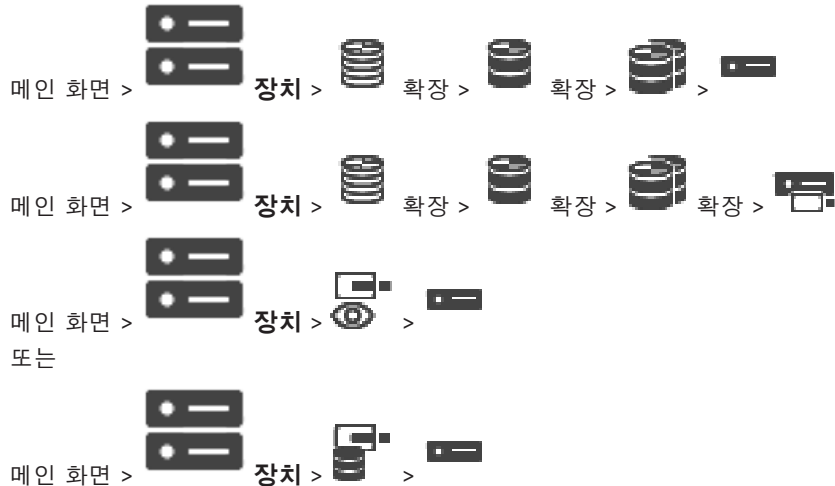 메인 화면 > 장치 > 확장 > 확장 > >
메인 화면 > 장치 > 확장 > 확장 > 확장 >
메인 화면 > 장치 > >
또는
메인 화면 > 장치 > >